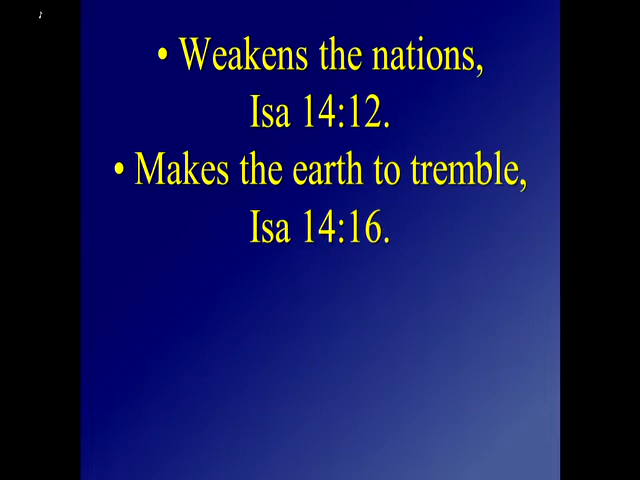 • Weakens the nations,
Isa 14:12.
• Makes the earth to tremble,
Isa 14:16.